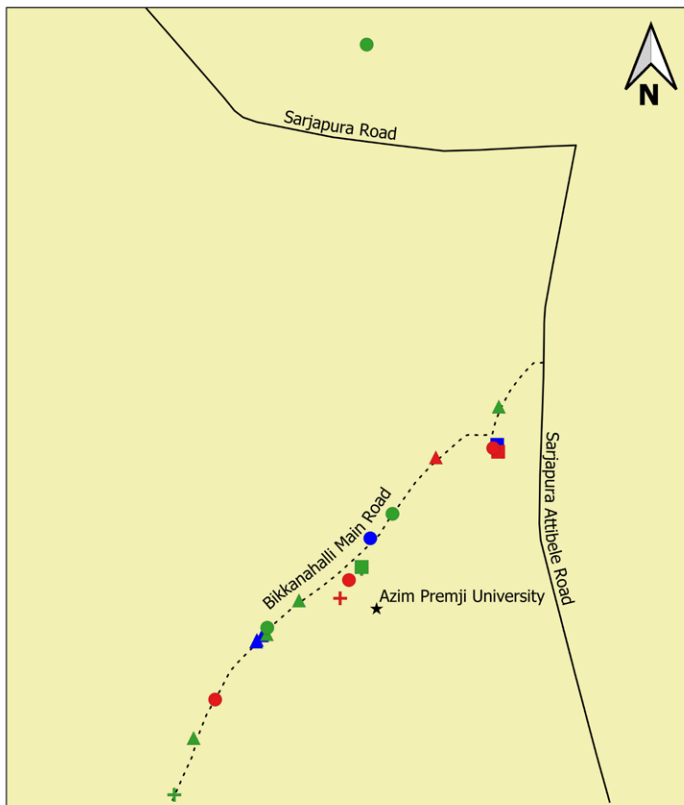 N
Sarjapura Road
Sarjapura Attibele Road
Bikkanahalli Main Road
Azim Premji University